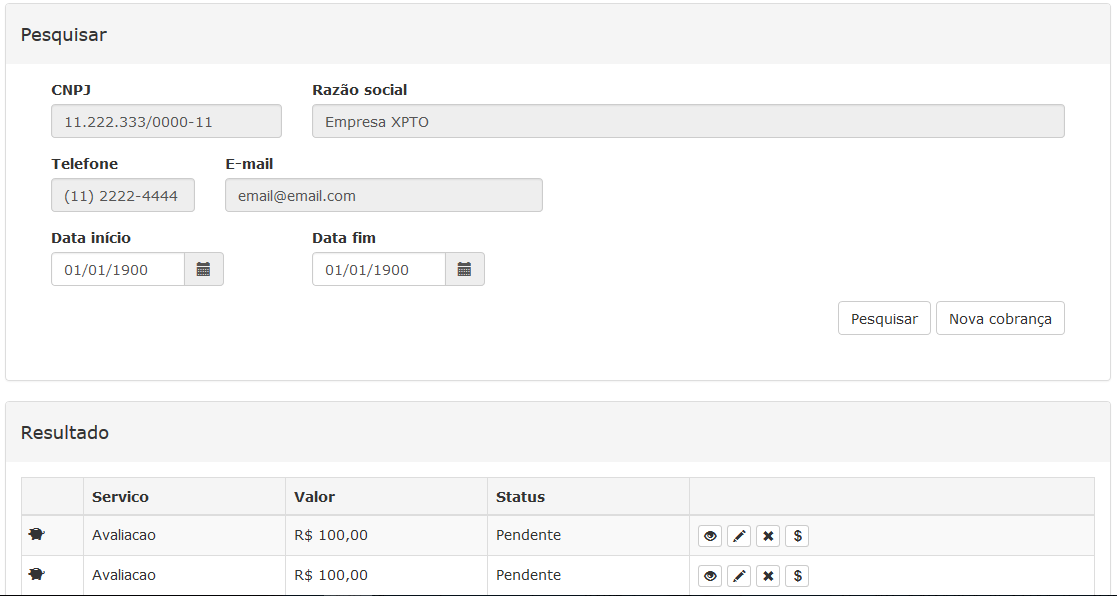 Pesquisar
CNPJ Razão social
11.222.333/0000-11 Empresa XPTO
Telefone E-mail
(11) 2222-4444 email@email.com
Data início Data fim
01/01/1900 01/01/1900
Pesquisar Nova cobrança
Resultado
Servico Valor Status
Avaliacao R$ 100,00 Pendente $
Avaliacao R$ 100,00 Pendente $